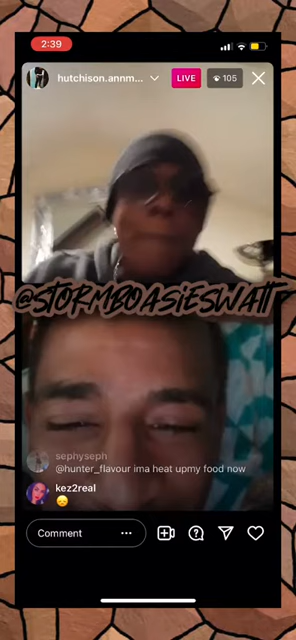 2:39
hutchison.annm...
LIVE
105
@STORMBOASIESWATT
sephyseph
@hunter_flavour ima heat upmy food now
kez2real
😞
Comment